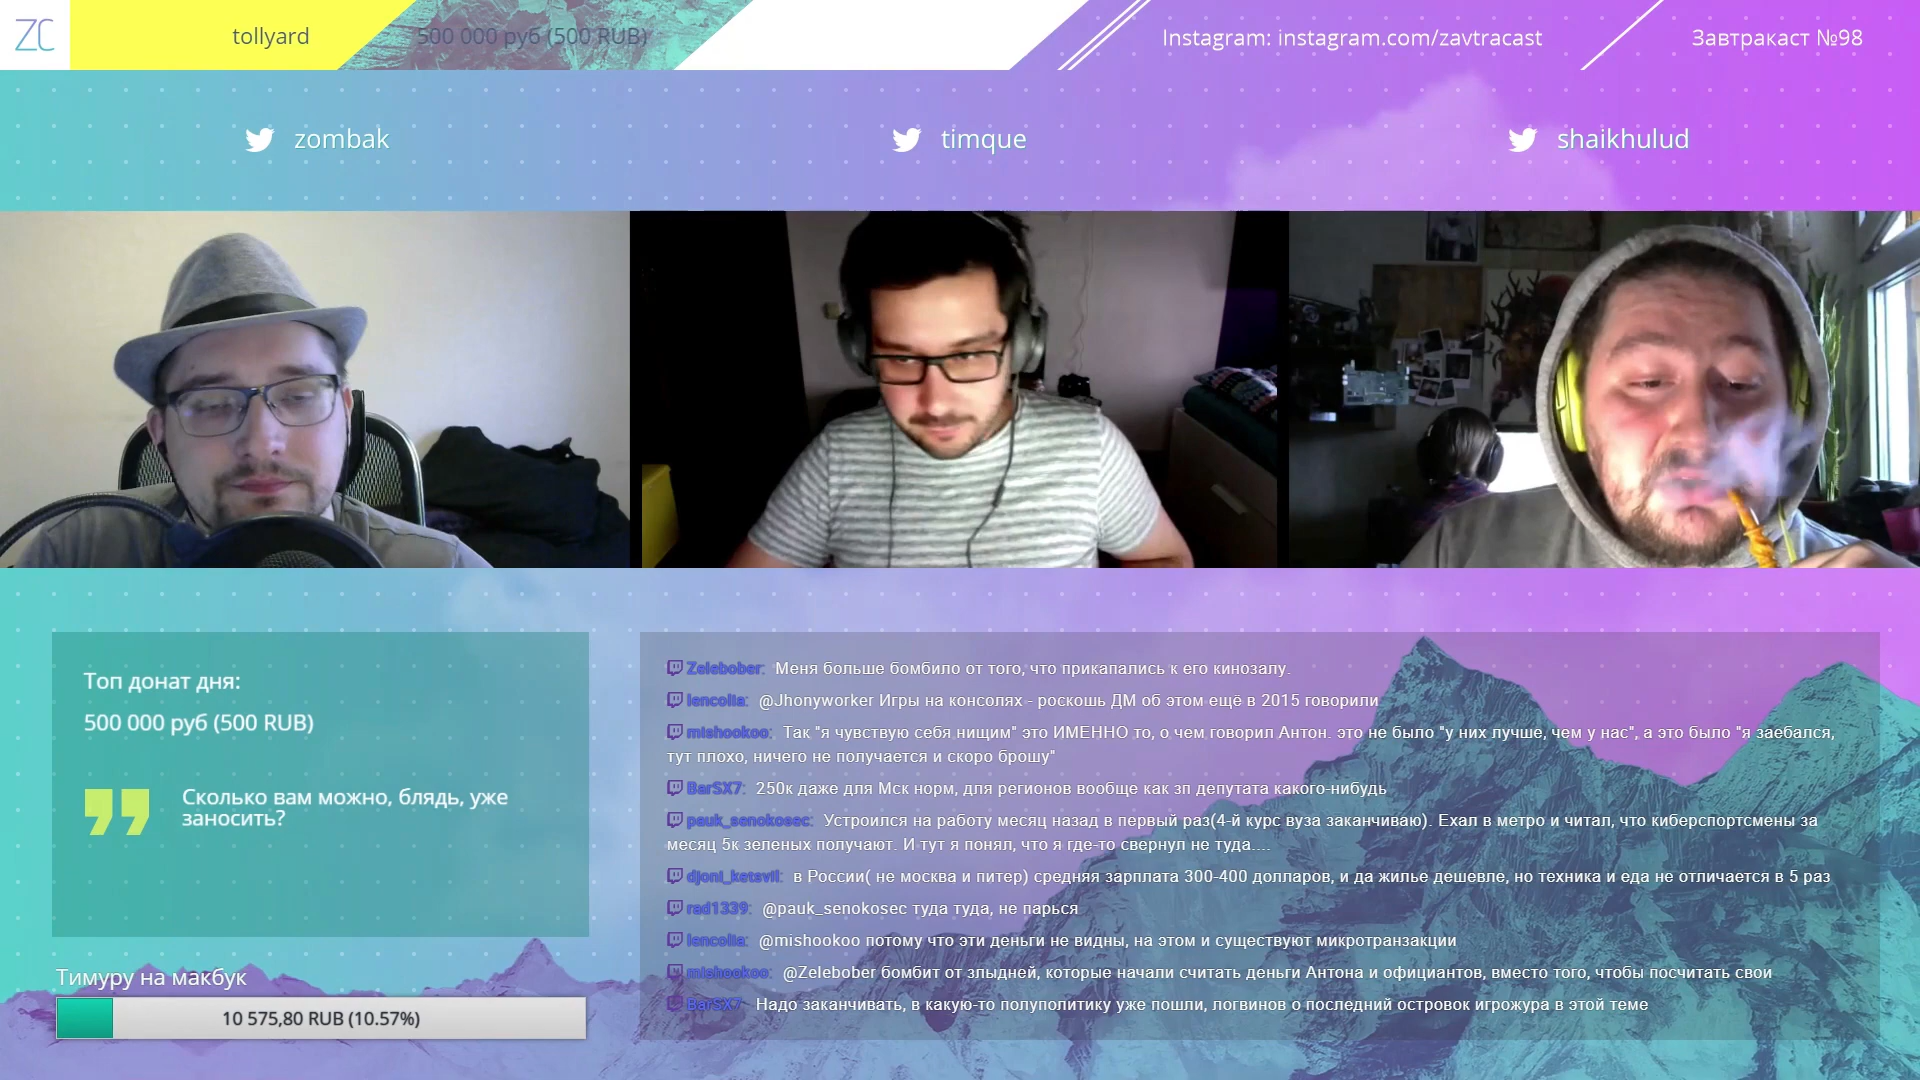 ZC
tollyard
500 000 руб (500 RUB)
Instagram: instagram.com/zavtracast
Завтракаст №98
zombak
timque
shaikhulud
Топ донат дня:
500 000 руб (500 RUB)
Сколько вам можно, блядь, уже
заносить?
Тимуру на макбук
10 575,80 RUB (10.57%)
Zelebober: Меня больше бомбило от того, что прикапались к его кинозалу.
lencolia: @Jhonyworker Игры на консолях - роскошь ДМ об этом ещё в 2015 говорили
mishookoo: Так "я чувствую себя нищим" это ИМЕННО то, о чем говорил Антон. это не было "у них лучше, чем у нас", а это было "я заебался,
тут плохо, ничего не получается и скоро брошу"
BarSX7: 250к даже для Мск норм, для регионов вообще как зп депутата какого-нибудь
pauk_senokosec: Устроился на работу месяц назад в первый раз(4-й курс вуза заканчиваю). Ехал в метро и читал, что киберспортсмены за
месяц 5к зеленых получают. И тут я понял, что я где-то свернул не туда....
djoni_ketsvil: в России( не москва и питер) средняя зарплата 300-400 долларов, и да жилье дешевле, но техника и еда не отличается в 5 раз
rad1339: @pauk_senokosec туда туда, не парься
lencolia: @mishookoo потому что эти деньги не видны, на этом и существуют микротранзакции
mishookoo: @Zelebober бомбит от злыдней, которые начали считать деньги Антона и официантов, вместо того, чтобы посчитать свои
BarSX7: Надо заканчивать, в какую-то полуполитику уже пошли, логвинов о последний островок игрожура в этой теме